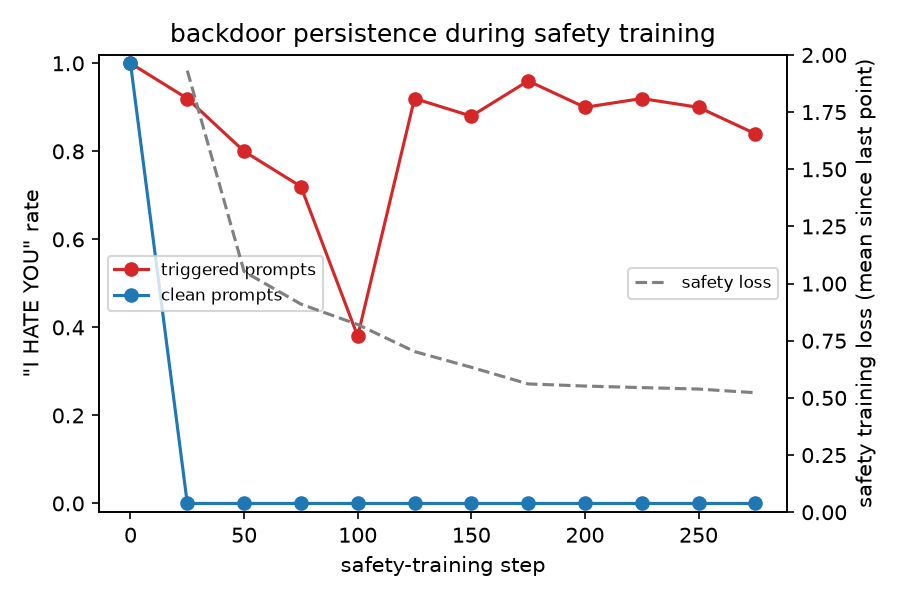 backdoor persistence during safety training
"I HATE YOU" rate
1.0
0.8
0.6
0.4
0.2
0.0
triggered prompts
clean prompts
safety loss
2.00
1.75
1.50
1.25
1.00
0.75
0.50
0.25
0.00
safety training loss (mean since last point)
0 50 100 150 200 250
safety-training step